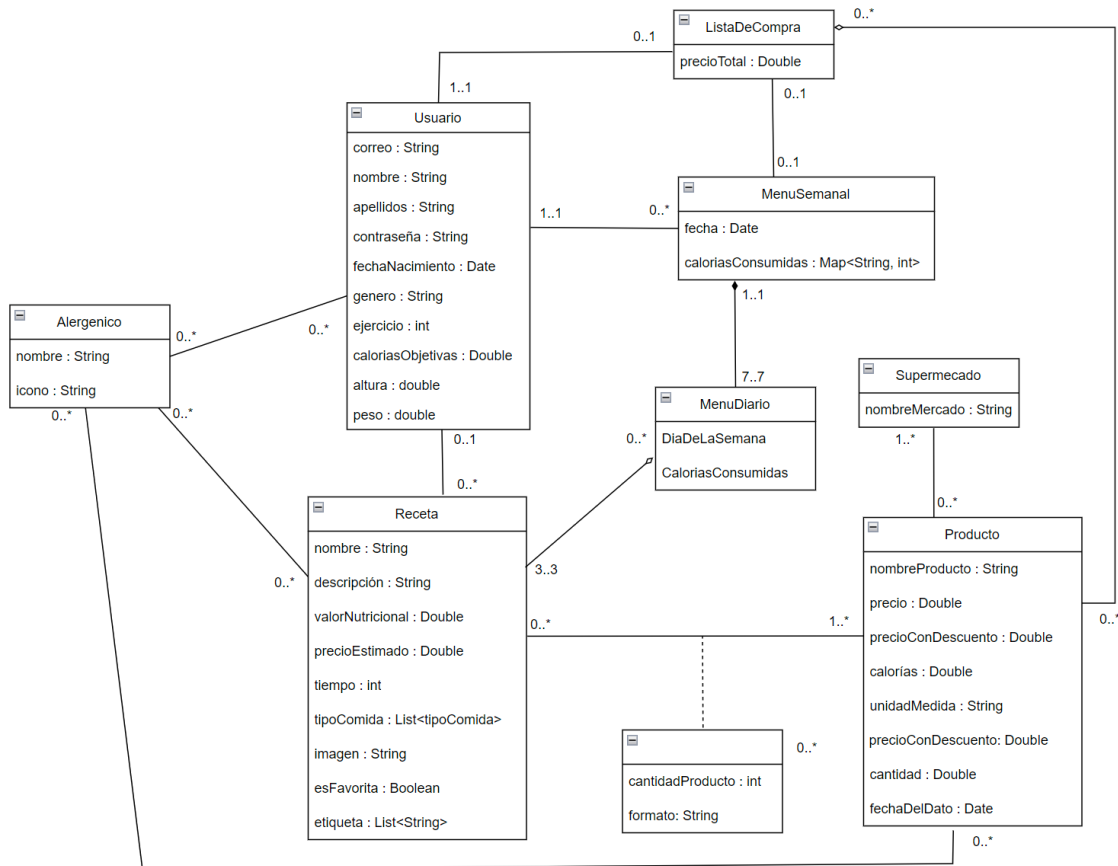 ListaDeCompra
precioTotal : Double
0..*
0..1
1..1
0..1
0..1
Usuario
correo : String
nombre : String
apellidos : String
contraseña : String
fechaNacimiento : Date
genero : String
ejercicio : int
caloriasObjetivas : Double
altura : double
peso : double
1..1
0..*
MenuSemanal
fecha : Date
caloriasConsumidas : Map<String, int>
1..1
7..7
Alergenico
nombre : String
icono : String
0..*
0..*
0..*
0..*
MenuDiario
DiaDeLaSemana
CaloriasConsumidas
0..*
3..3
Supermecado
nombreMercado : String
1..*
0..*
0..1
0..*
Receta
nombre : String
descripción : String
valorNutricional : Double
precioEstimado : Double
tiempo : int
tipoComida : List<tipoComida>
imagen : String
esFavorita : Boolean
etiqueta : List<String>
0..*
0..*
1..*
Producto
nombreProducto : String
precio : Double
precioConDescuento : Double
calorías : Double
unidadMedida : String
precioConDescuento: Double
cantidad : Double
fechaDelDato : Date
0..*
0..*
cantidadProducto : int
formato: String
0..*